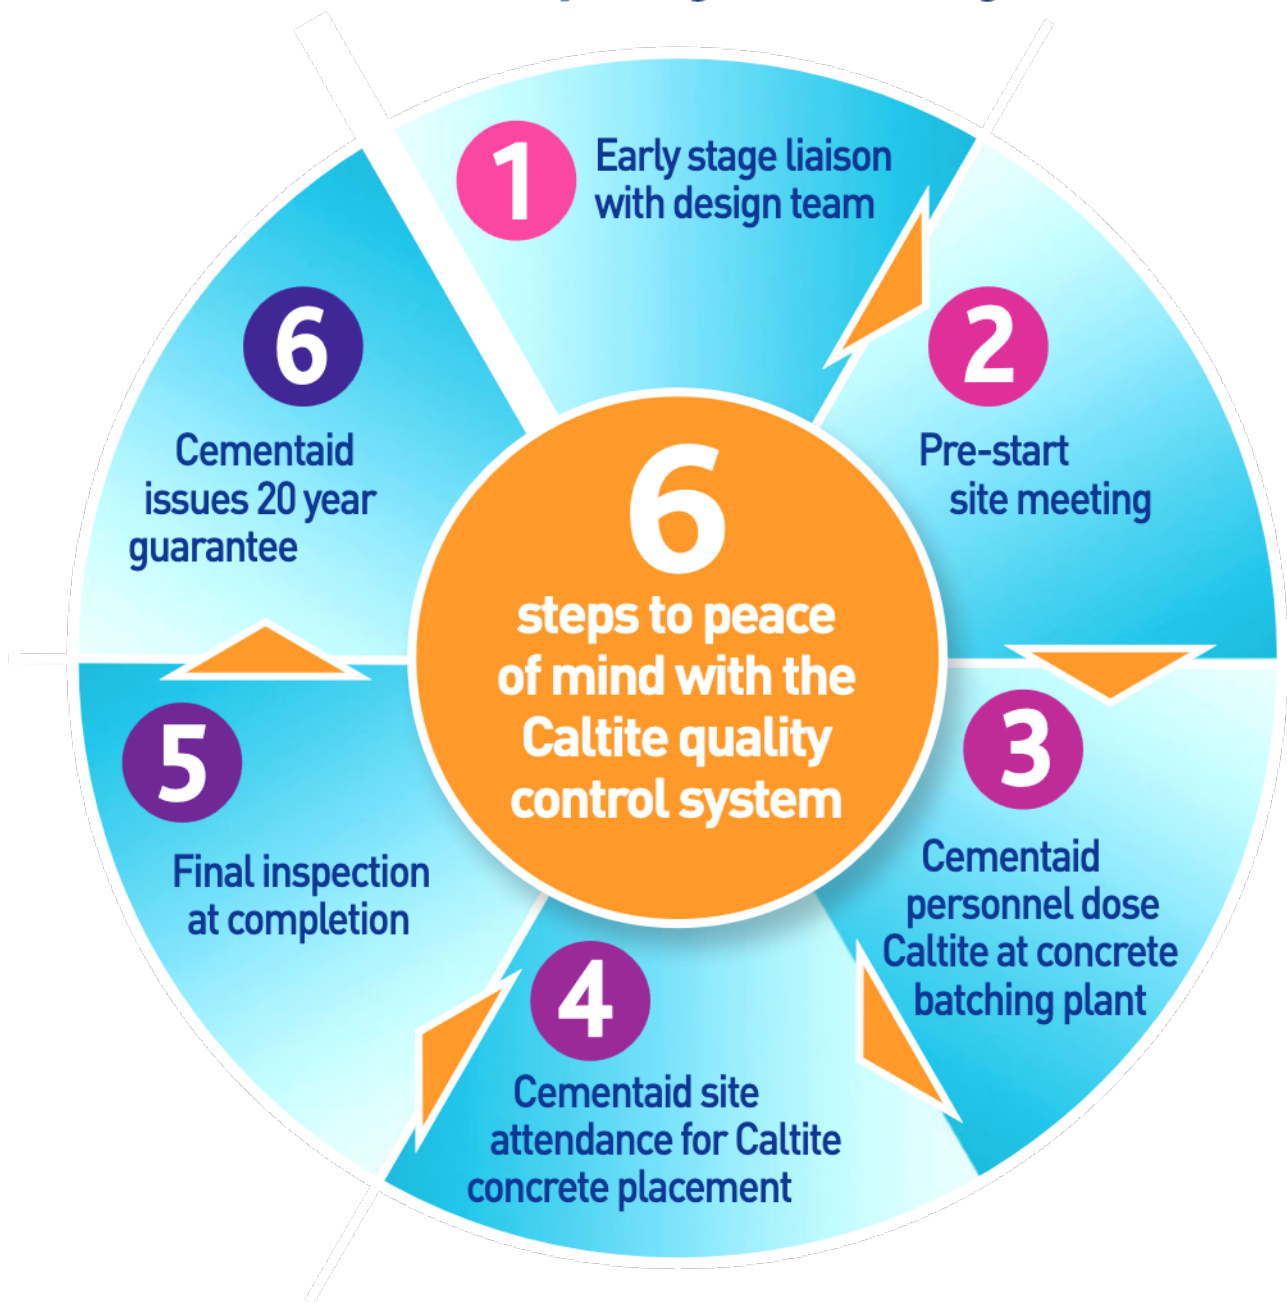 6
steps to peace
of mind with the
Caltite quality
control system
1
Early stage liaison
with design team
2
Pre-start
site meeting
3
Cementaid
personnel dose
Caltite at concrete
batching plant
4
Cementaid site
attendance for Caltite
concrete placement
5
Final inspection
at completion
6
Cementaid
issues 20 year
guarantee